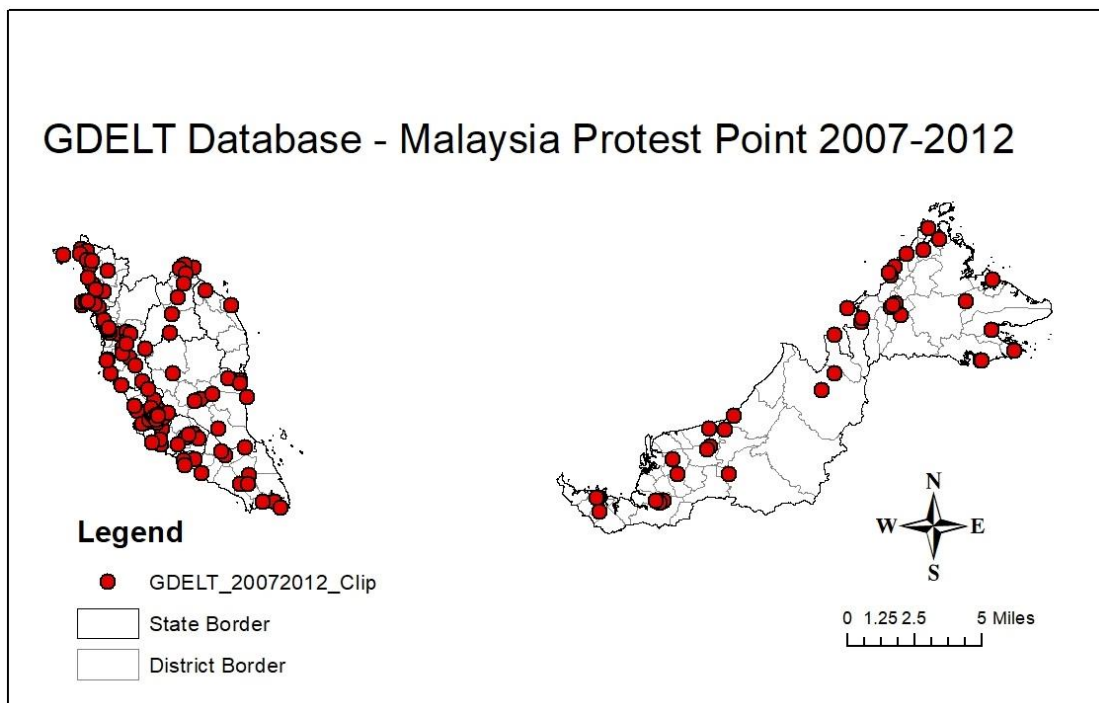 GDELT Database - Malaysia Protest Point 2007-2012
Legend
GDELT_20072012_Clip
State Border
District Border
N
W E
S
0 1.25 2.5 5 Miles